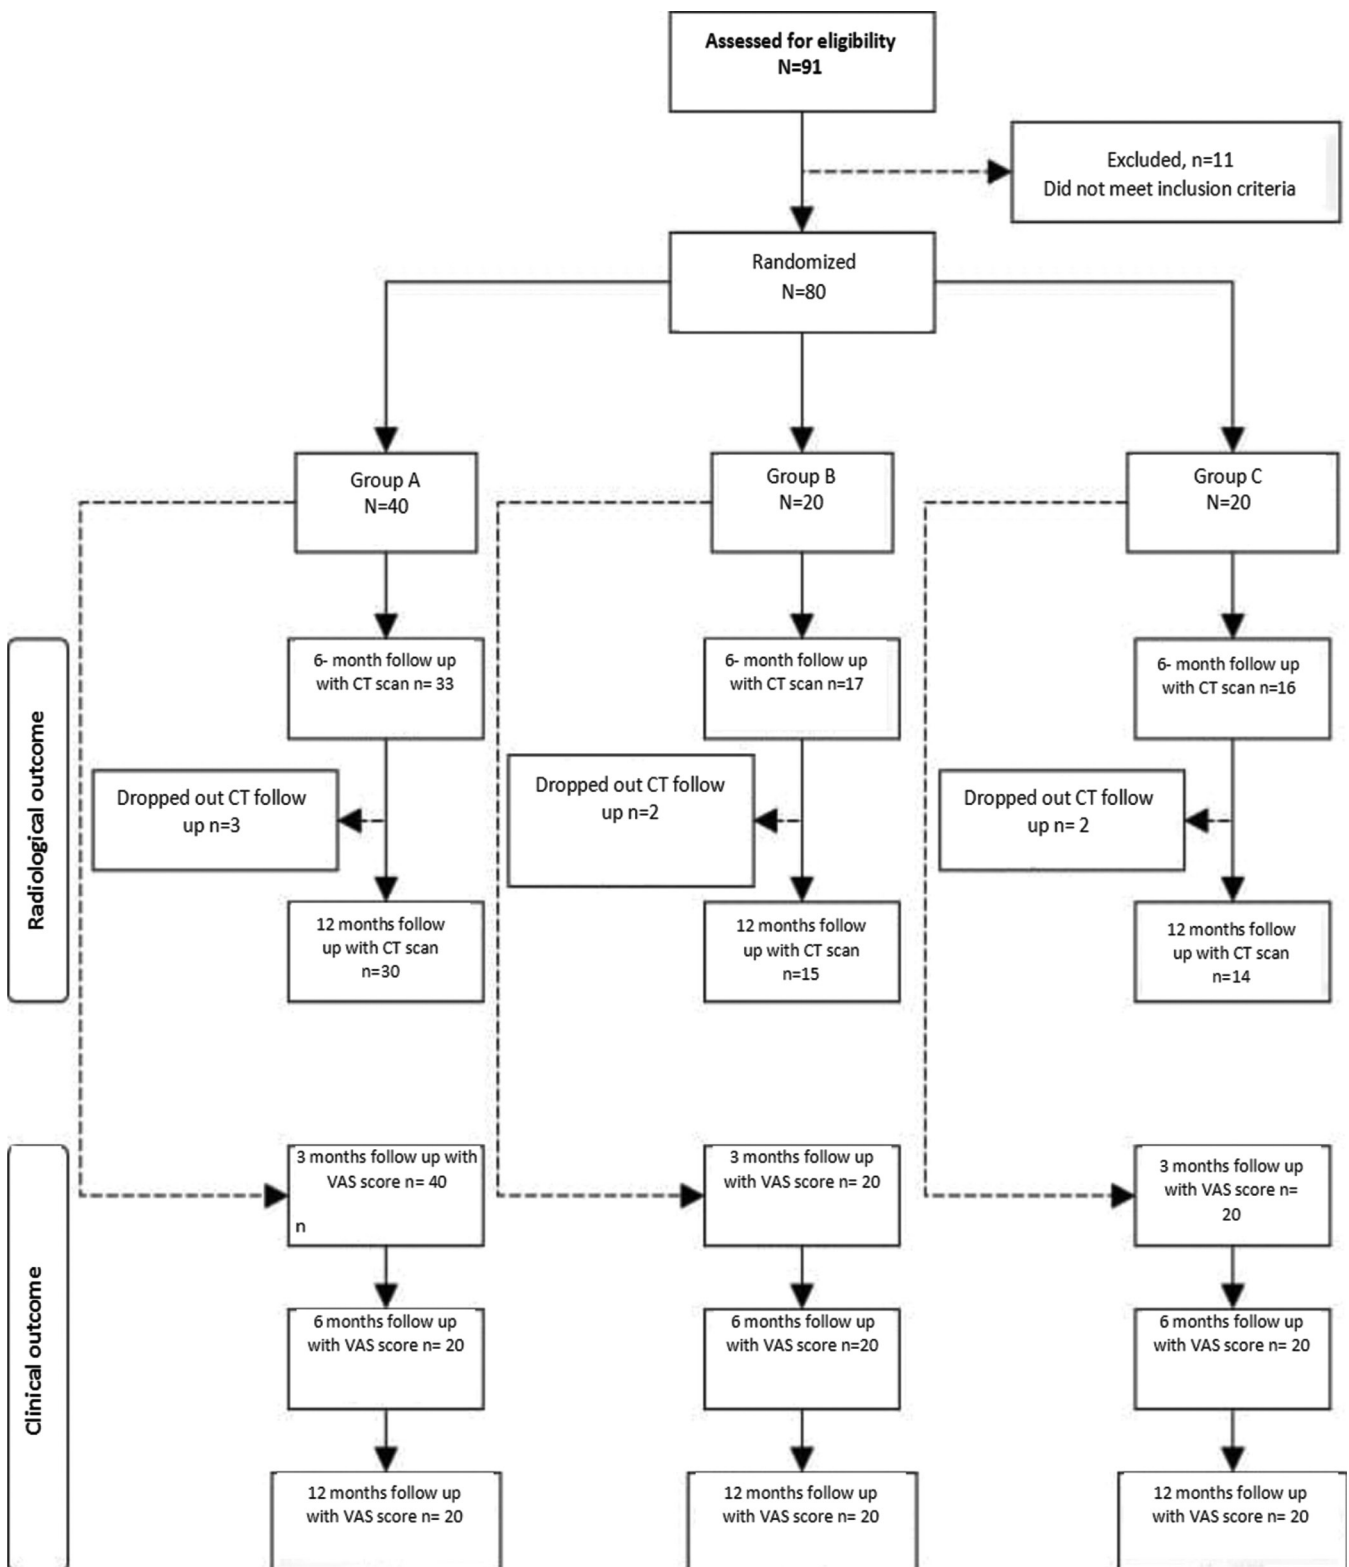 Assessed for eligibility
N=91
Excluded, n=11
Did not meet inclusion criteria
Randomized
N=80
Group A
N=40
Group B
N=20
Group C
N=20
Radiological outcome
6- month follow up
with CT scan n= 33
6- month follow up
with CT scan n=17
6- month follow up
with CT scan n=16
Dropped out CT follow
up n=3
Dropped out CT follow
up n=2
Dropped out CT follow
up n= 2
12 months follow
up with CT scan
n=30
12 months follow
up with CT scan
n=15
12 months follow
up with CT scan
n=14
Clinical outcome
3 months follow up with
VAS score n= 40
n
3 months follow up
with VAS score n= 20
3 months follow up
with VAS score n=
20
6 months follow up
with VAS score n= 20
6 months follow up
with VAS score n=20
6 months follow up
with VAS score n= 20
12 months follow up
with VAS score n= 20
12 months follow up
with VAS score n= 20
12 months follow up
with VAS score n= 20